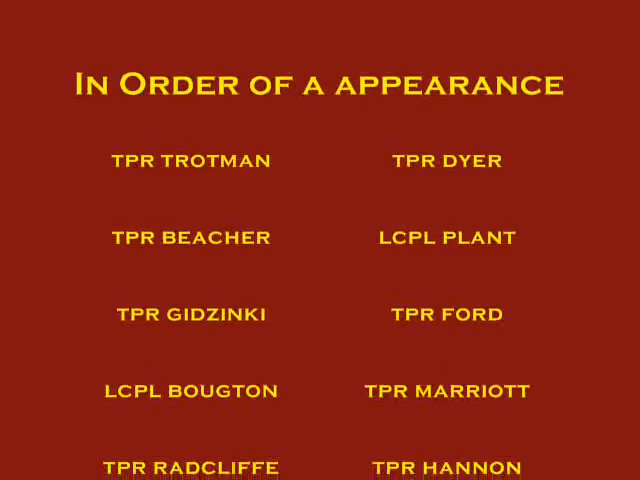 In Order of a appearance
TPR TROTMAN TPR DYER
TPR BEACHER LCPL PLANT
TPR GIDZINKI TPR FORD
LCPL BOUGTON TPR MARRIOTT
TPR RADCLIFFE TPR HANNON